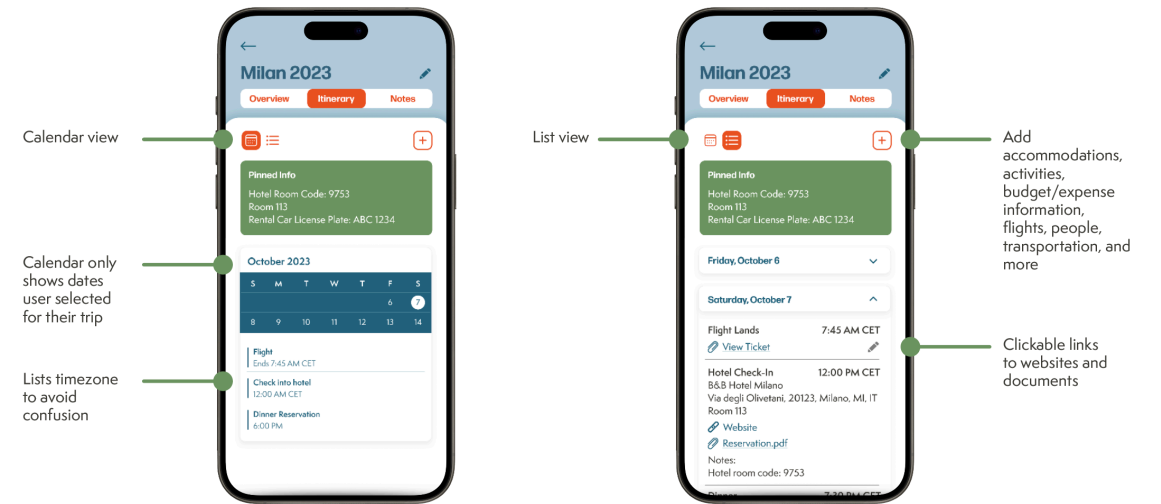 Calendar view
Calendar only
shows dates
user selected
for their trip
Lists timezone
to avoid
confusion
Milan 2023
Overview
Itinerary
Notes
Pinned Info
Hotel Room Code: 9753
Room 113
Rental Car License Plate: ABC 1234
October 2023
S M T W T F S
6 7
8 9 10 11 12 13 14
Flight
Ends 7:45 AM CET
Check into hotel
12:00 AM CET
Dinner Reservation
6:00 PM
List view
Milan 2023
Overview
Itinerary
Notes
Pinned Info
Hotel Room Code: 9753
Room 113
Rental Car License Plate: ABC 1234
Friday, October 6
Saturday, October 7
Flight Lands 7:45 AM CET
View Ticket
Hotel Check-In 12:00 PM CET
B&B Hotel Milano
Via degli Olivetani, 20123, Milano, MI, IT
Room 113
Website
Reservation.pdf
Notes:
Hotel room code: 9753
Dinner 7:30 PM CET
Add
accommodations,
activities,
budget/expense
information,
flights, people,
transportation, and
more
Clickable links
to websites and
documents